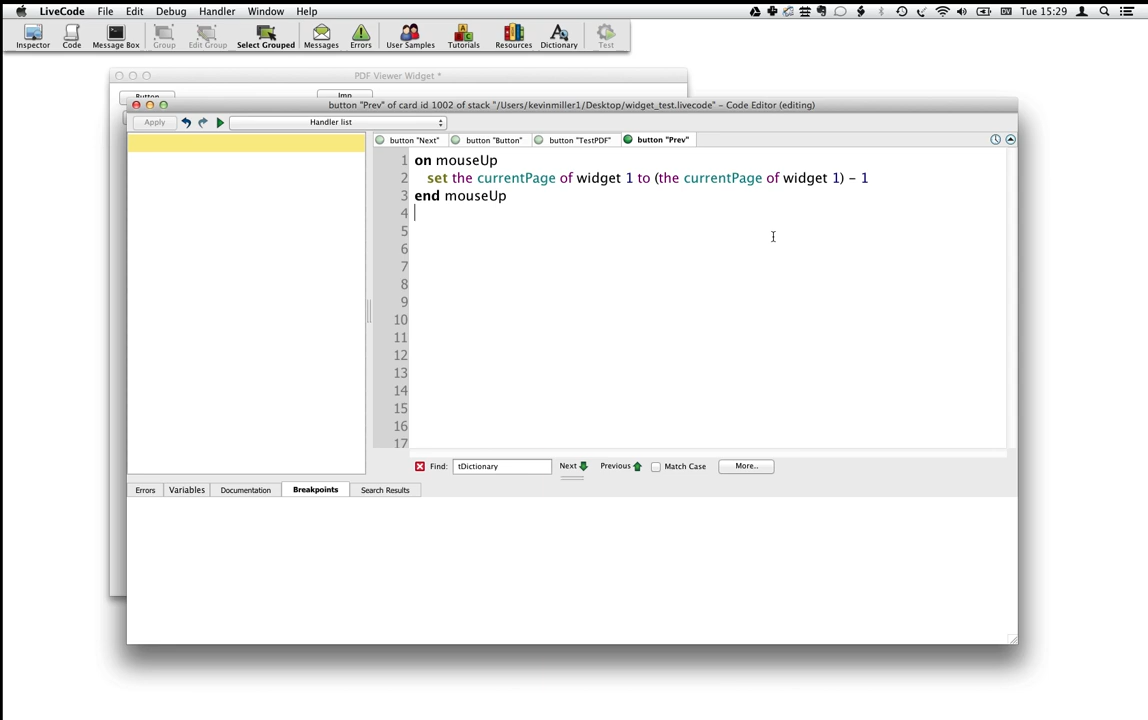 LiveCode File Edit Debug Handler Window Help Tue 15:29
Inspector Code Message Box Group Edit Group Select Grouped Messages Errors User Samples Tutorials Resources Dictionary Test
PDF Viewer Widget *
Button Imp
button "Prev" of card id 1002 of stack "/Users/kevinmiller1/Desktop/widget_test.livecode" - Code Editor (editing)
Apply Handler list
button "Next" button "Button" button "TestPDF" button "Prev"
1 on mouseUp
2 set the currentPage of widget 1 to (the currentPage of widget 1) - 1
3 end mouseUp
4
5
6
7
8
9
10
11
12
13
14
15
16
17
Find: tDictionary Next Previous Match Case More..
Errors Variables Documentation Breakpoints Search Results